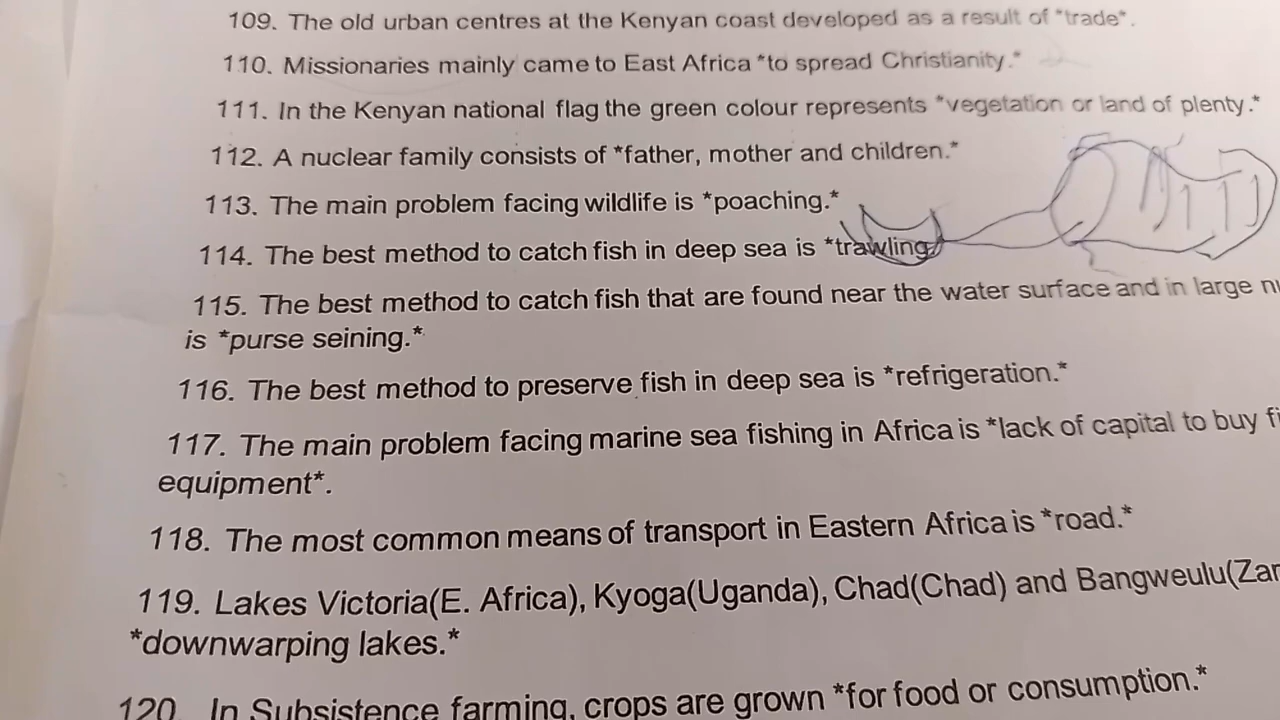 109. The old urban centres at the Kenyan coast developed as a result of *trade*.
110. Missionaries mainly came to East Africa *to spread Christianity.*
111. In the Kenyan national flag the green colour represents *vegetation or land of plenty.*
112. A nuclear family consists of *father, mother and children.*
113. The main problem facing wildlife is *poaching.*
114. The best method to catch fish in deep sea is *trawling
115. The best method to catch fish that are found near the water surface and in large
is *purse seining.*
116. The best method to preserve fish in deep sea is *refrigeration.*
117. The main problem facing marine sea fishing in Africa is *lack of capital to buy
equipment*.
118. The most common means of transport in Eastern Africa is *road.*
119. Lakes Victoria(E. Africa), Kyoga(Uganda), Chad(Chad) and Bangweulu(
*downwarping lakes.*
120. In Subsistence farming, crops are grown *for food or consumption.*